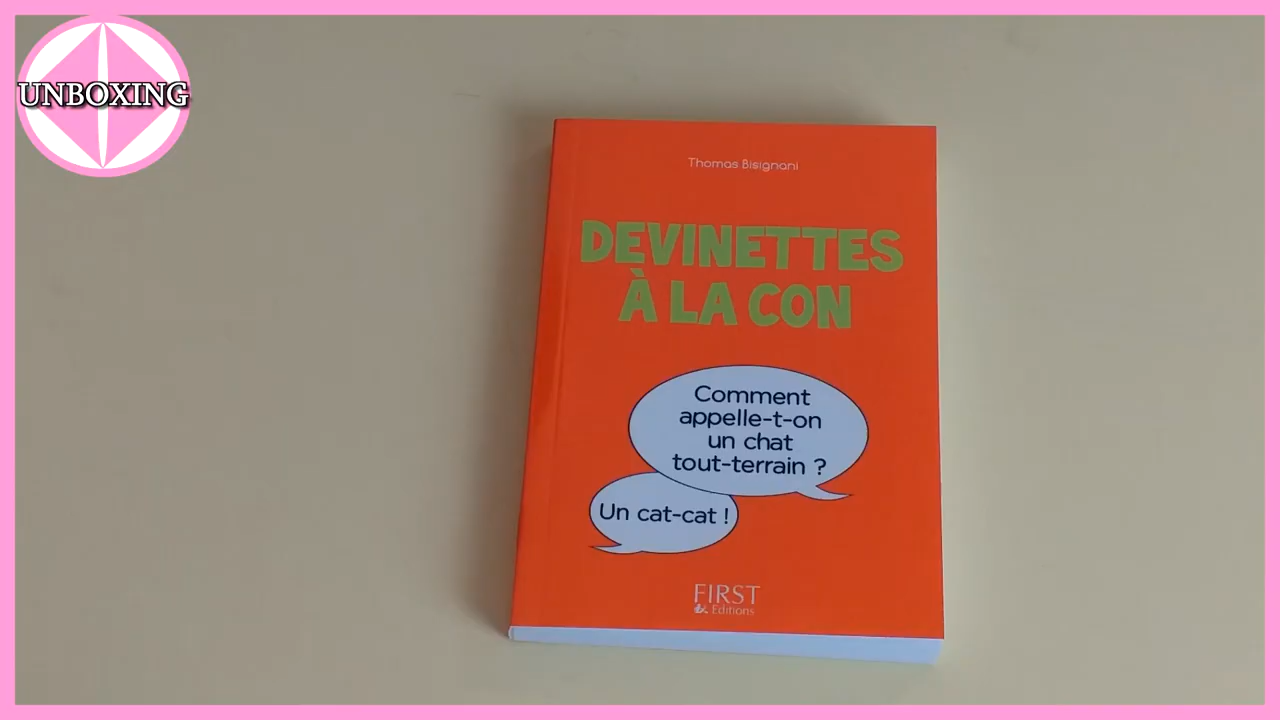 UNBOXING
Thomas Bisignani
DEVINETTES
À LA CON
Comment
appelle-t-on
un chat
tout-terrain ?
Un cat-cat !
FIRST
Editions